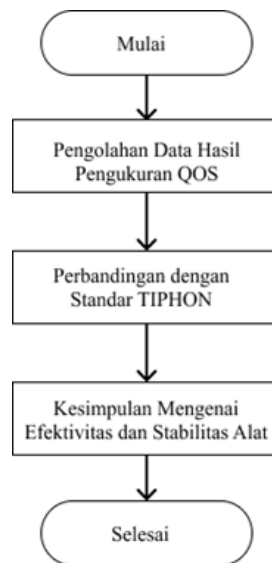 Mulai
Pengolahan Data Hasil
Pengukuran QOS
Perbandingan dengan
Standar TIPHON
Kesimpulan Mengenai
Efektivitas dan Stabilitas Alat
Selesai